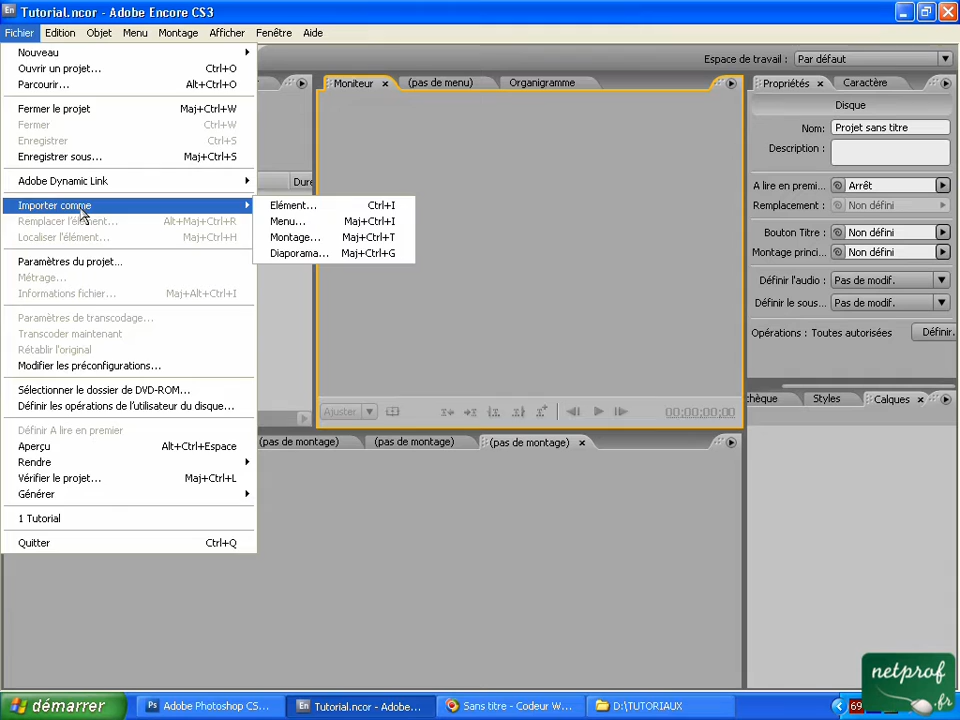 En Tutorial.ncor - Adobe Encore CS3
Fichier Edition Objet Menu Montage Afficher Fenêtre Aide
Nouveau
Ouvrir un projet... Ctrl+O
Parcourir... Alt+Ctrl+O
Fermer le projet Maj+Ctrl+W
Fermer Ctrl+W
Enregistrer Ctrl+S
Enregistrer sous... Maj+Ctrl+S
Adobe Dynamic Link
Importer comme
Remplacer l'élément... Alt+Maj+Ctrl+R
Localiser l'élément... Maj+Ctrl+H
Paramètres du projet...
Métrage...
Informations fichier... Maj+Alt+Ctrl+I
Paramètres de transcodage...
Transcoder maintenant
Rétablir l'original
Modifier les préconfigurations...
Sélectionner le dossier de DVD-ROM...
Définir les opérations de l'utilisateur du disque...
Définir A lire en premier
Aperçu Alt+Ctrl+Espace
Rendre
Vérifier le projet... Maj+Ctrl+L
Générer
1 Tutorial
Quitter Ctrl+Q
Elément... Ctrl+I
Menu... Maj+Ctrl+I
Montage... Maj+Ctrl+T
Diaporama... Maj+Ctrl+G
Dure
Espace de travail : Par défaut
Moniteur (pas de menu) Organigramme
Ajuster 00;00;00;00
(pas de montage) (pas de montage) (pas de montage)
Propriétés Caractère
Disque
Nom: Projet sans titre
Description :
A lire en premi... Arrêt
Remplacement : Non défini
Bouton Titre : Non défini
Montage princi... Non défini
Définir l'audio : Pas de modif.
Définir le sous... Pas de modif.
Opérations : Toutes autorisées Définir.
thèque Styles Calques
netprof
.fr
démarrer Ps Adobe Photoshop CS... En Tutorial.ncor - Adobe... Sans titre - Codeur W... D:\TUTORIAUX 69